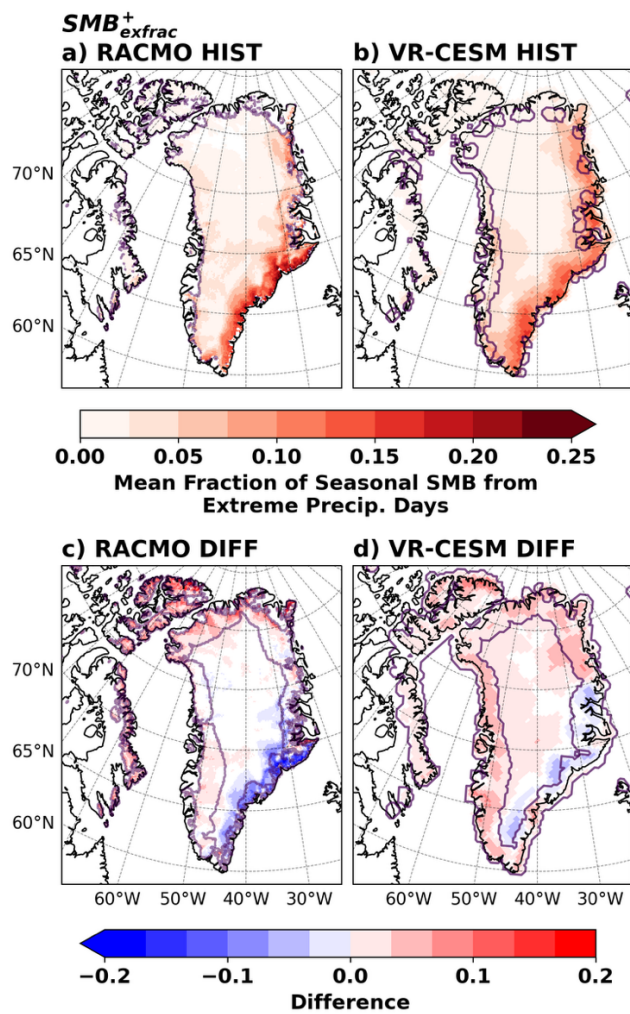 SMB⁺exfrac
a) RACMO HIST b) VR-CESM HIST
70°N
65°N
60°N
0.00 0.05 0.10 0.15 0.20 0.25
Mean Fraction of Seasonal SMB from
Extreme Precip. Days
c) RACMO DIFF d) VR-CESM DIFF
70°N
65°N
60°N
60°W 50°W 40°W 30°W 60°W 50°W 40°W 30°W
−0.2 −0.1 0.0 0.1 0.2
Difference